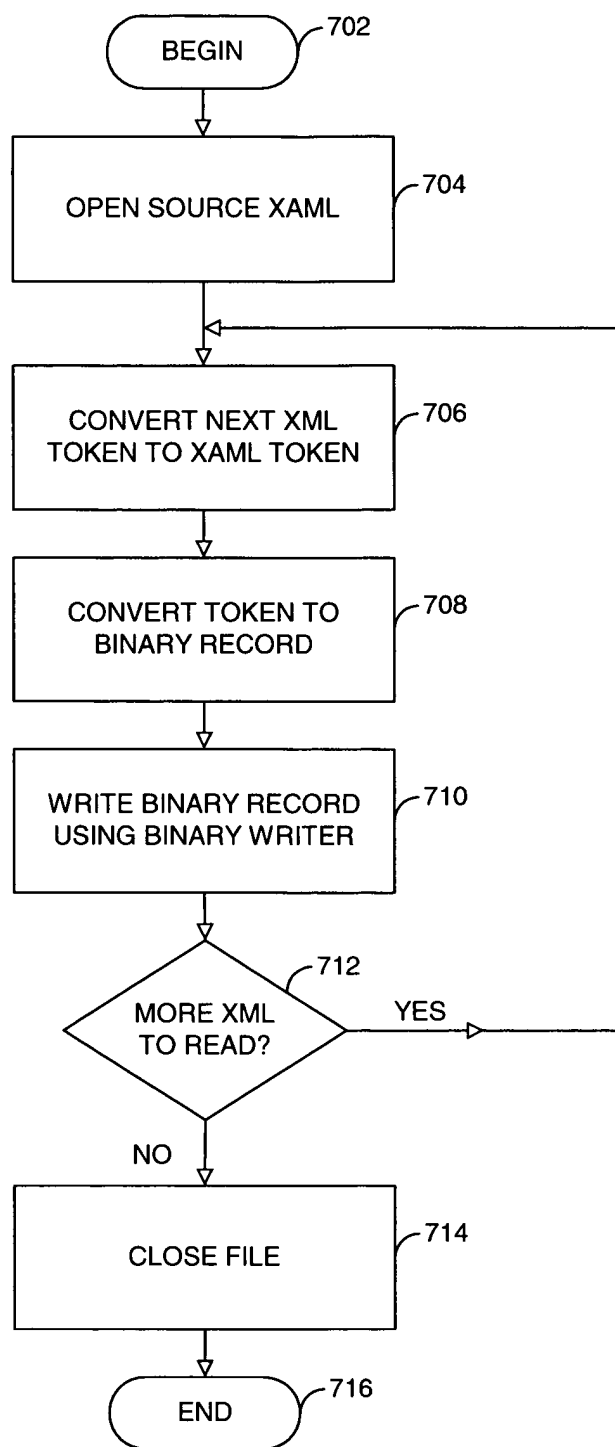 702
BEGIN
704
OPEN SOURCE XAML
706
CONVERT NEXT XML
TOKEN TO XAML TOKEN
708
CONVERT TOKEN TO
BINARY RECORD
710
WRITE BINARY RECORD
USING BINARY WRITER
712
MORE XML
TO READ?
YES
NO
714
CLOSE FILE
716
END